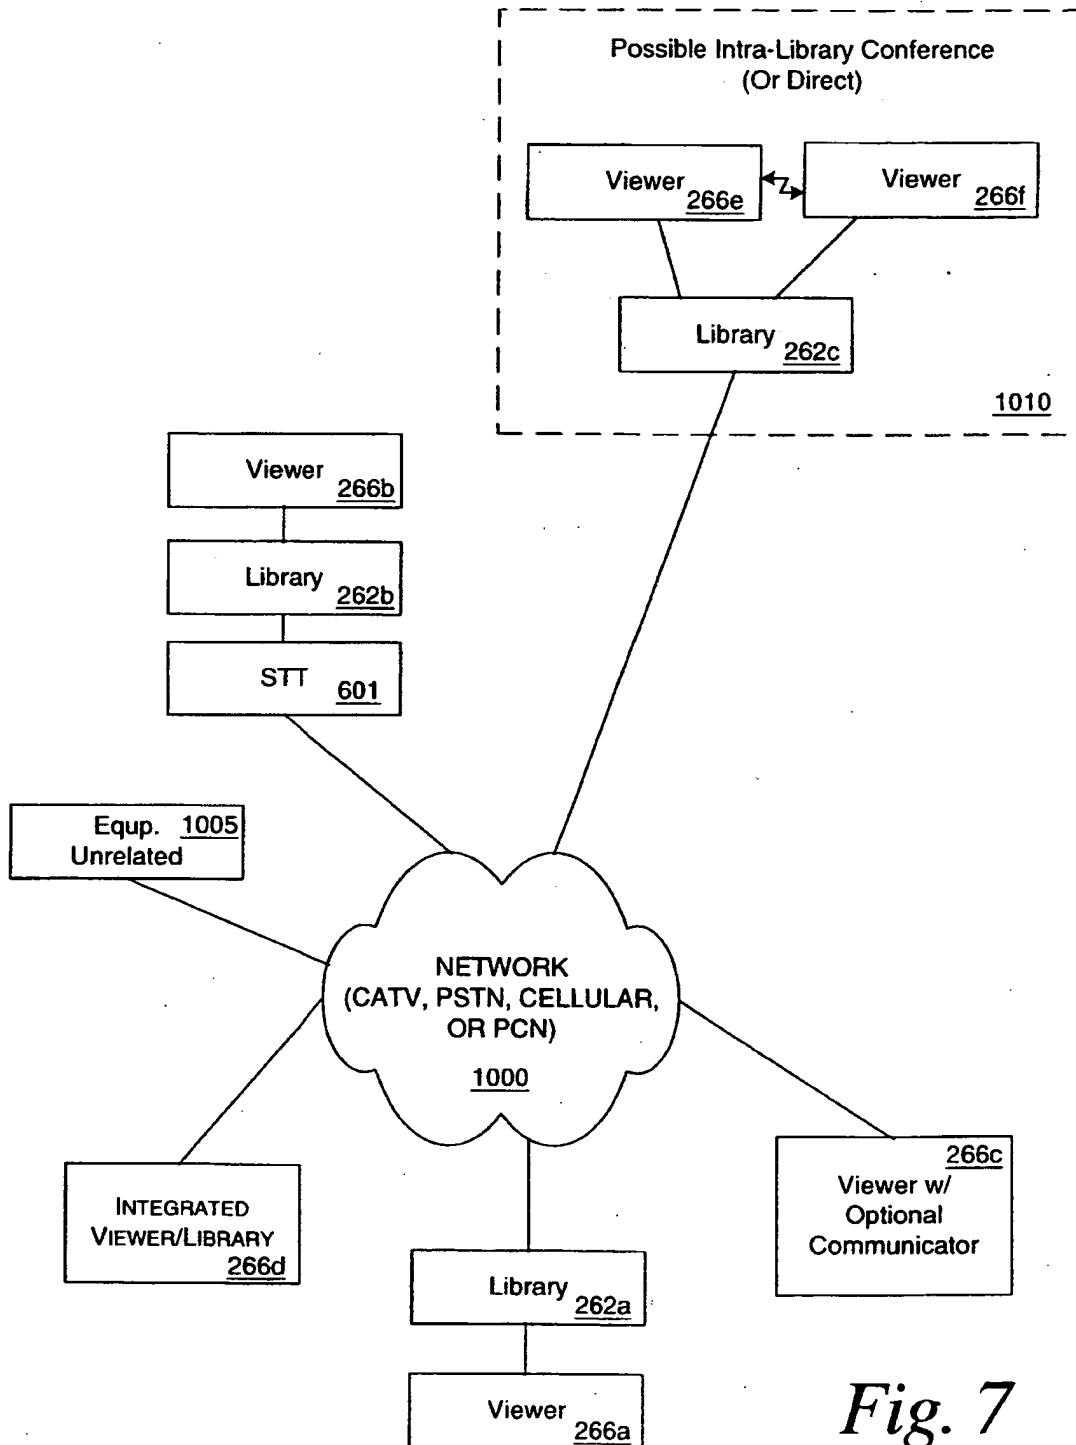 Possible Intra-Library Conference
(Or Direct)
Viewer 266e
Viewer 266f
Library 262c
1010
Viewer 266b
Library 262b
STT 601
Equp. 1005
Unrelated
NETWORK
(CATV, PSTN, CELLULAR,
OR PCN)
1000
266c
Viewer w/
Optional
Communicator
INTEGRATED
VIEWER/LIBRARY
266d
Library 262a
Viewer 266a
Fig. 7